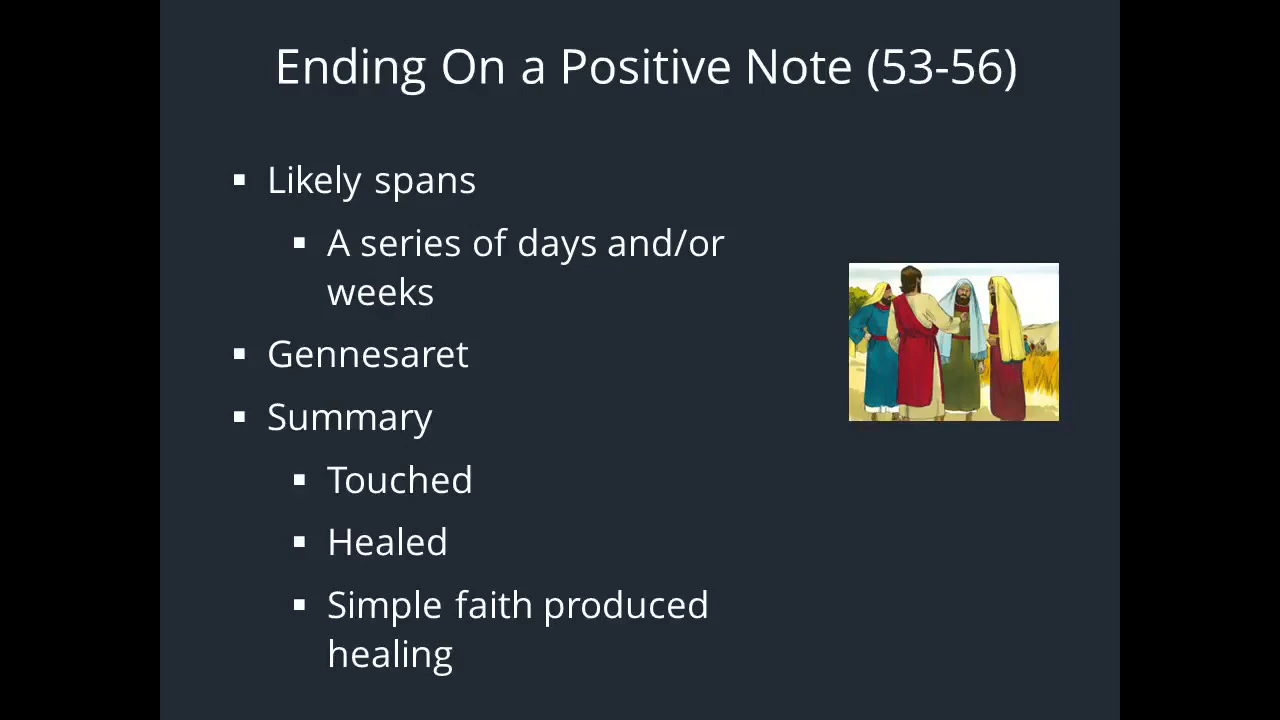 Ending On a Positive Note (53-56)
▪ Likely spans
▪ A series of days and/or
weeks
▪ Gennesaret
▪ Summary
▪ Touched
▪ Healed
▪ Simple faith produced
healing